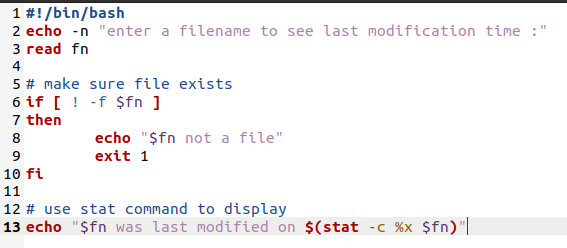 1 #!/bin/bash
2 echo -n "enter a filename to see last modification time :"
3 read fn
4
5 # make sure file exists
6 if [ ! -f $fn ]
7 then
8 echo "$fn not a file"
9 exit 1
10 fi
11
12 # use stat command to display
13 echo "$fn was last modified on $(stat -c %x $fn)"